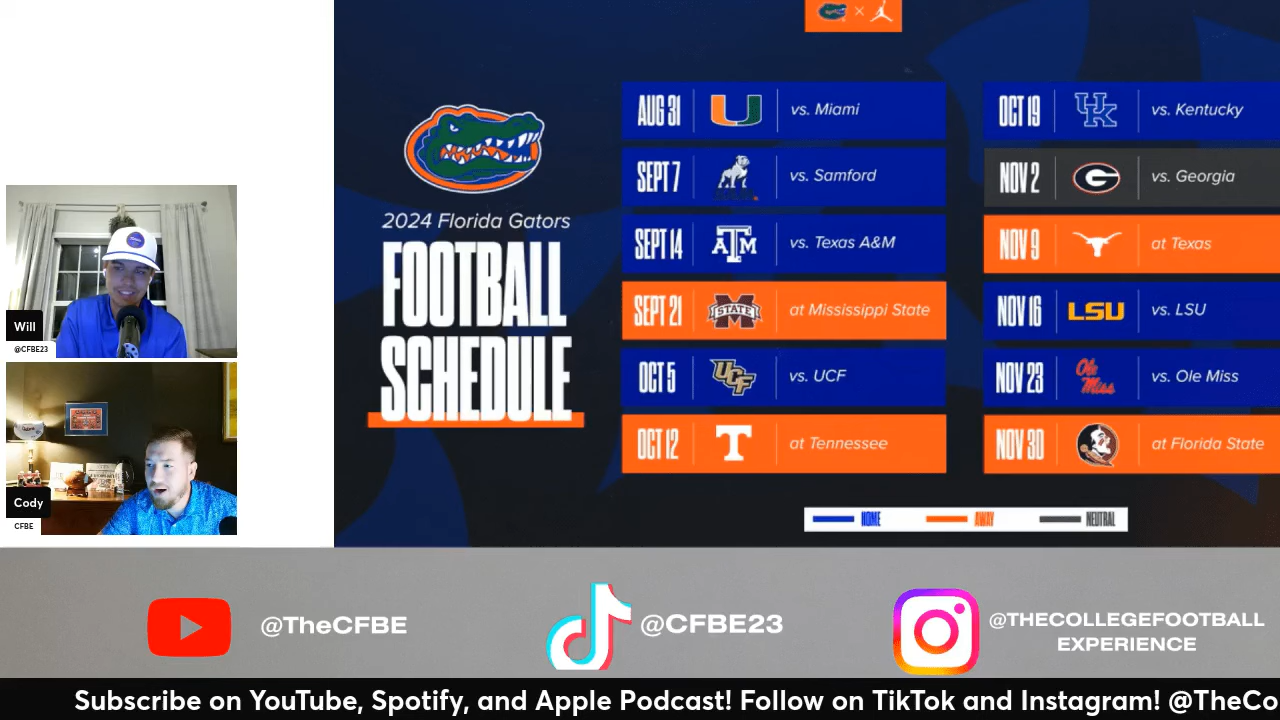 2024 Florida Gators
FOOTBALL
SCHEDULE
AUG 31 U vs. Miami
SEPT 7 vs. Samford
SEPT 14 ATM vs. Texas A&M
SEPT 21 STATE at Mississippi State
OCT 5 UCF vs. UCF
OCT 12 T at Tennessee
OCT 19 UK vs. Kentucky
NOV 2 G vs. Georgia
NOV 9 at Texas
NOV 16 LSU vs. LSU
NOV 23 Ole Miss vs. Ole Miss
NOV 30 at Florida State
HOME AWAY NEUTRAL
Will
@CFBE23
Cody
CFBE
@TheCFBE
@CFBE23
@THECOLLEGEFOOTBALL
EXPERIENCE
Subscribe on YouTube, Spotify, and Apple Podcast! Follow on TikTok and Instagram! @TheCo